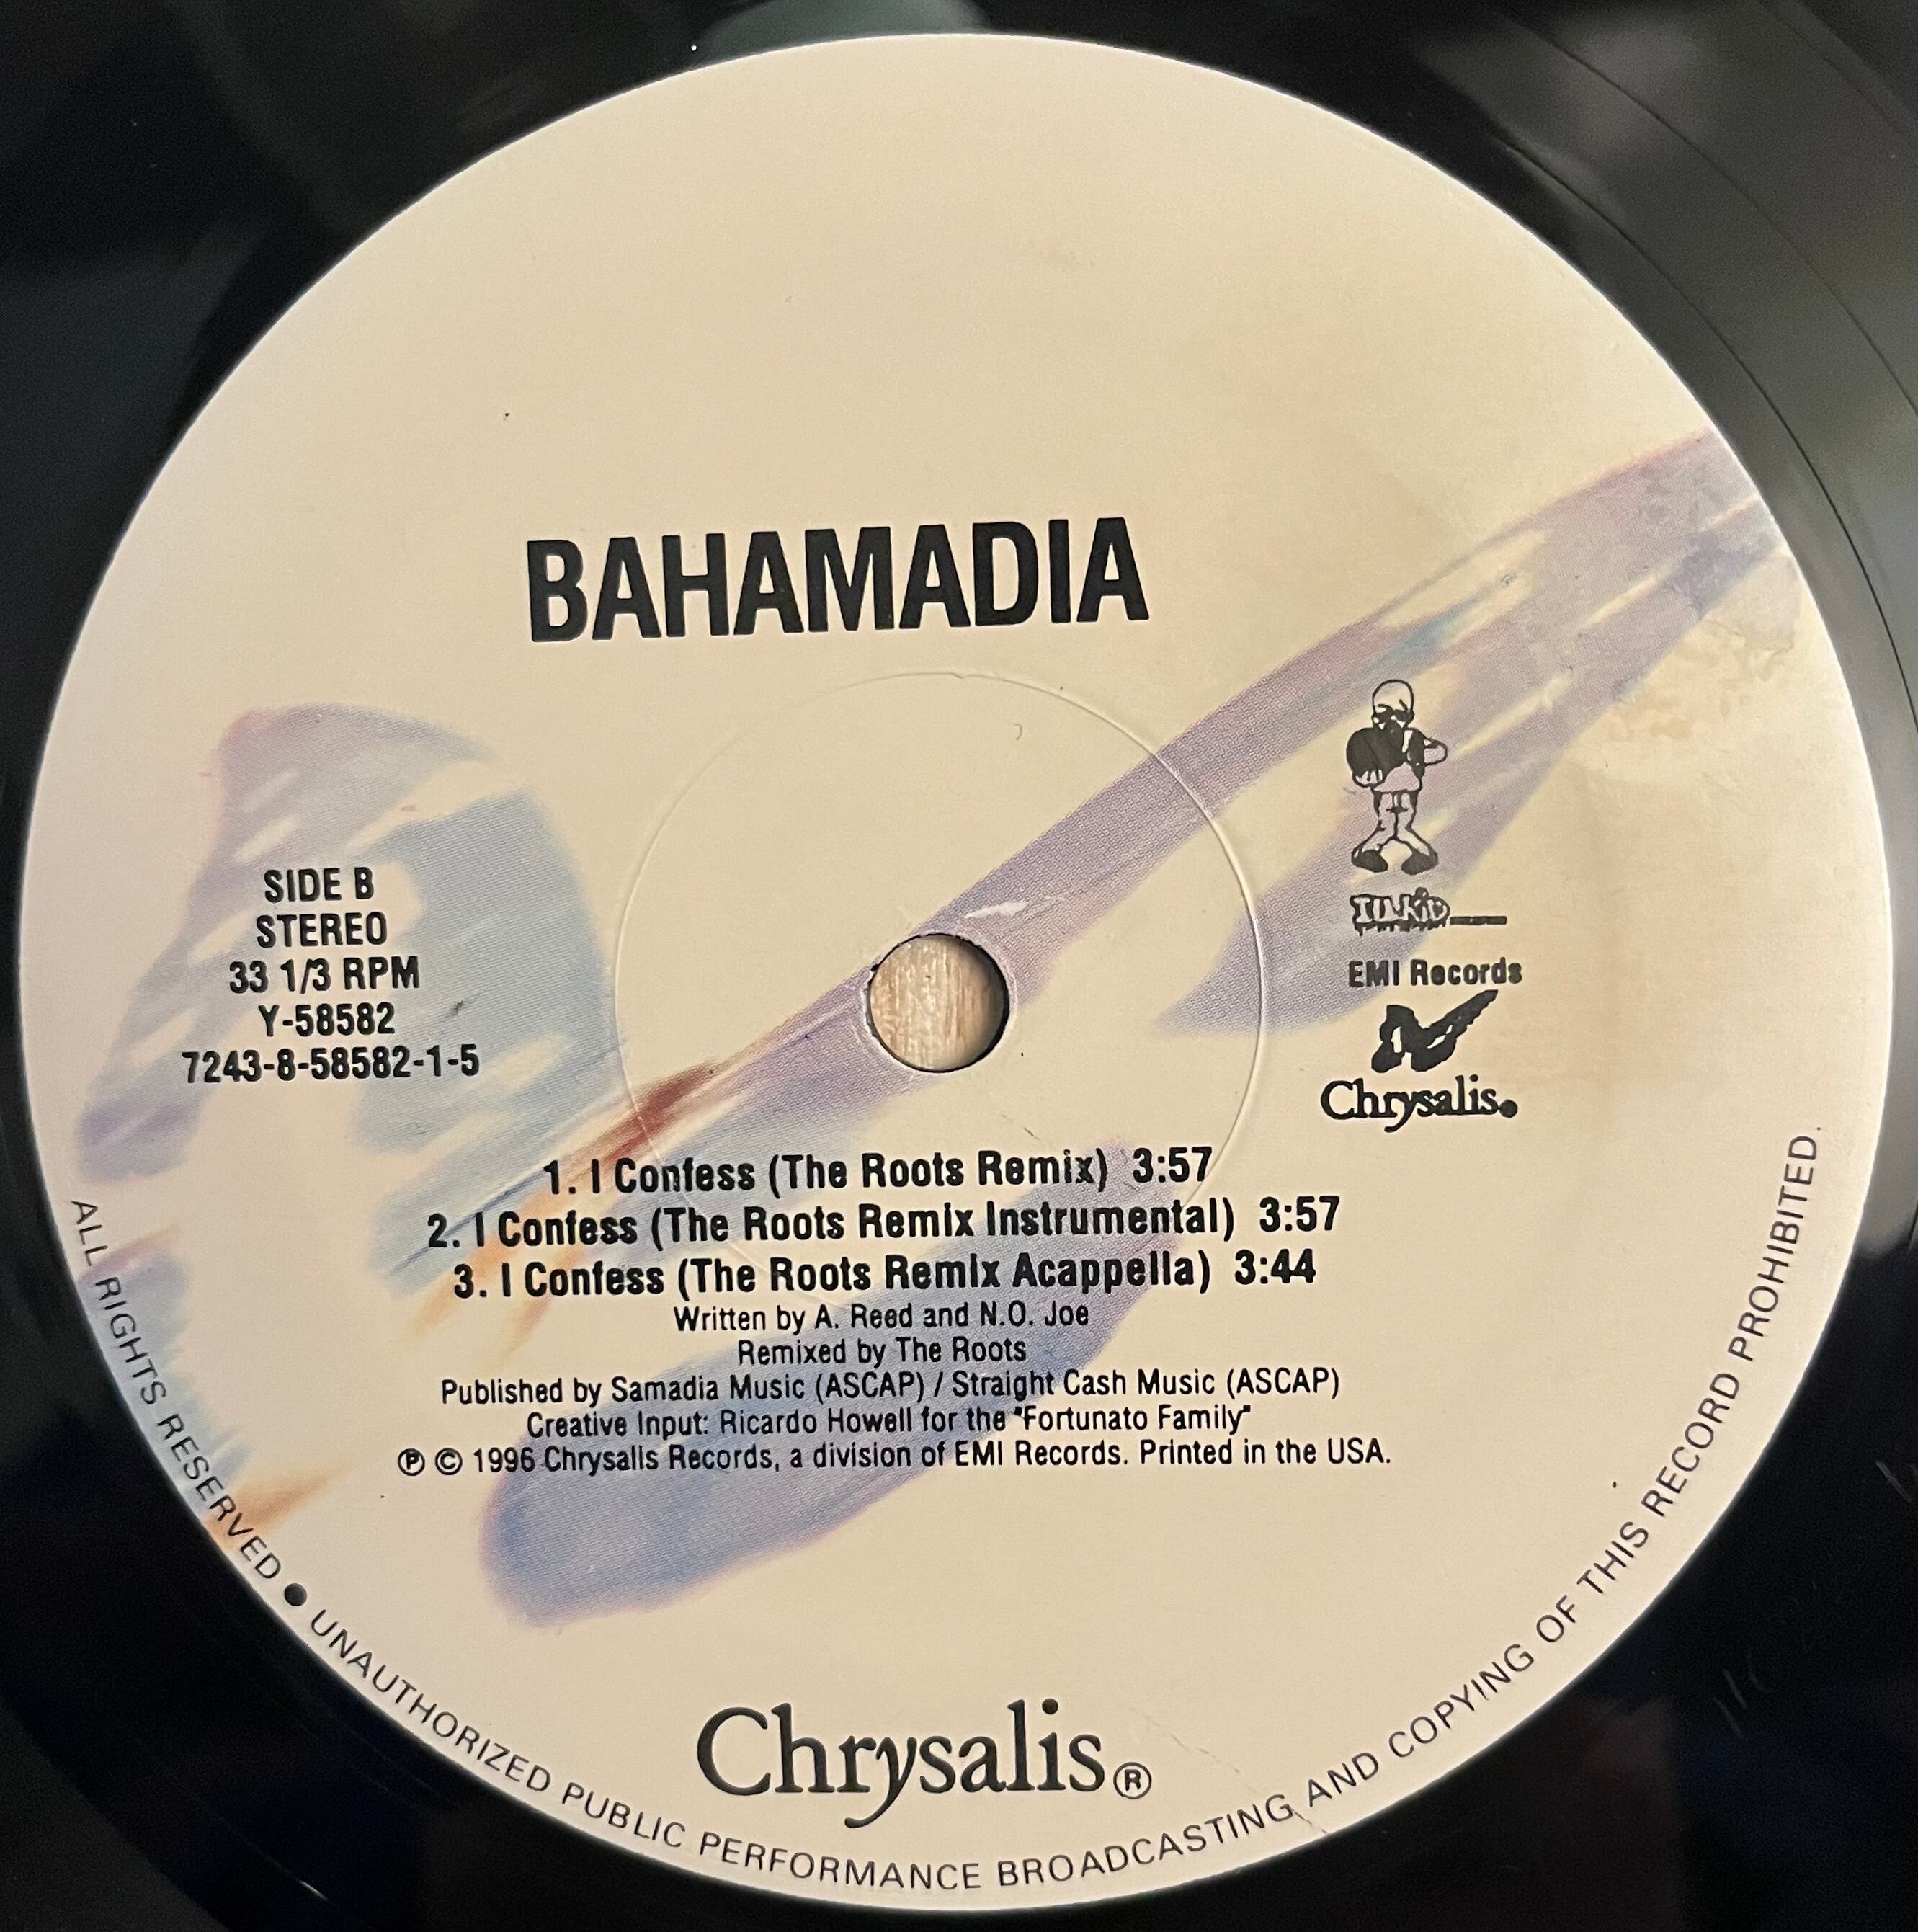 BAHAMADIA
SIDE B
STEREO
33 1/3 RPM
Y-58582
7243-8-58582-1-5
ILL KID
EMI Records
Chrysalis®
1. I Confess (The Roots Remix) 3:57
2. I Confess (The Roots Remix Instrumental) 3:57
3. I Confess (The Roots Remix Acappella) 3:44
Written by A. Reed and N.O. Joe
Remixed by The Roots
Published by Samadia Music (ASCAP) / Straight Cash Music (ASCAP)
Creative Input: Ricardo Howell for the "Fortunato Family"
℗ © 1996 Chrysalis Records, a division of EMI Records. Printed in the USA.
Chrysalis®
ALL RIGHTS RESERVED ● UNAUTHORIZED PUBLIC PERFORMANCE BROADCASTING AND COPYING OF THIS RECORD PROHIBITED.